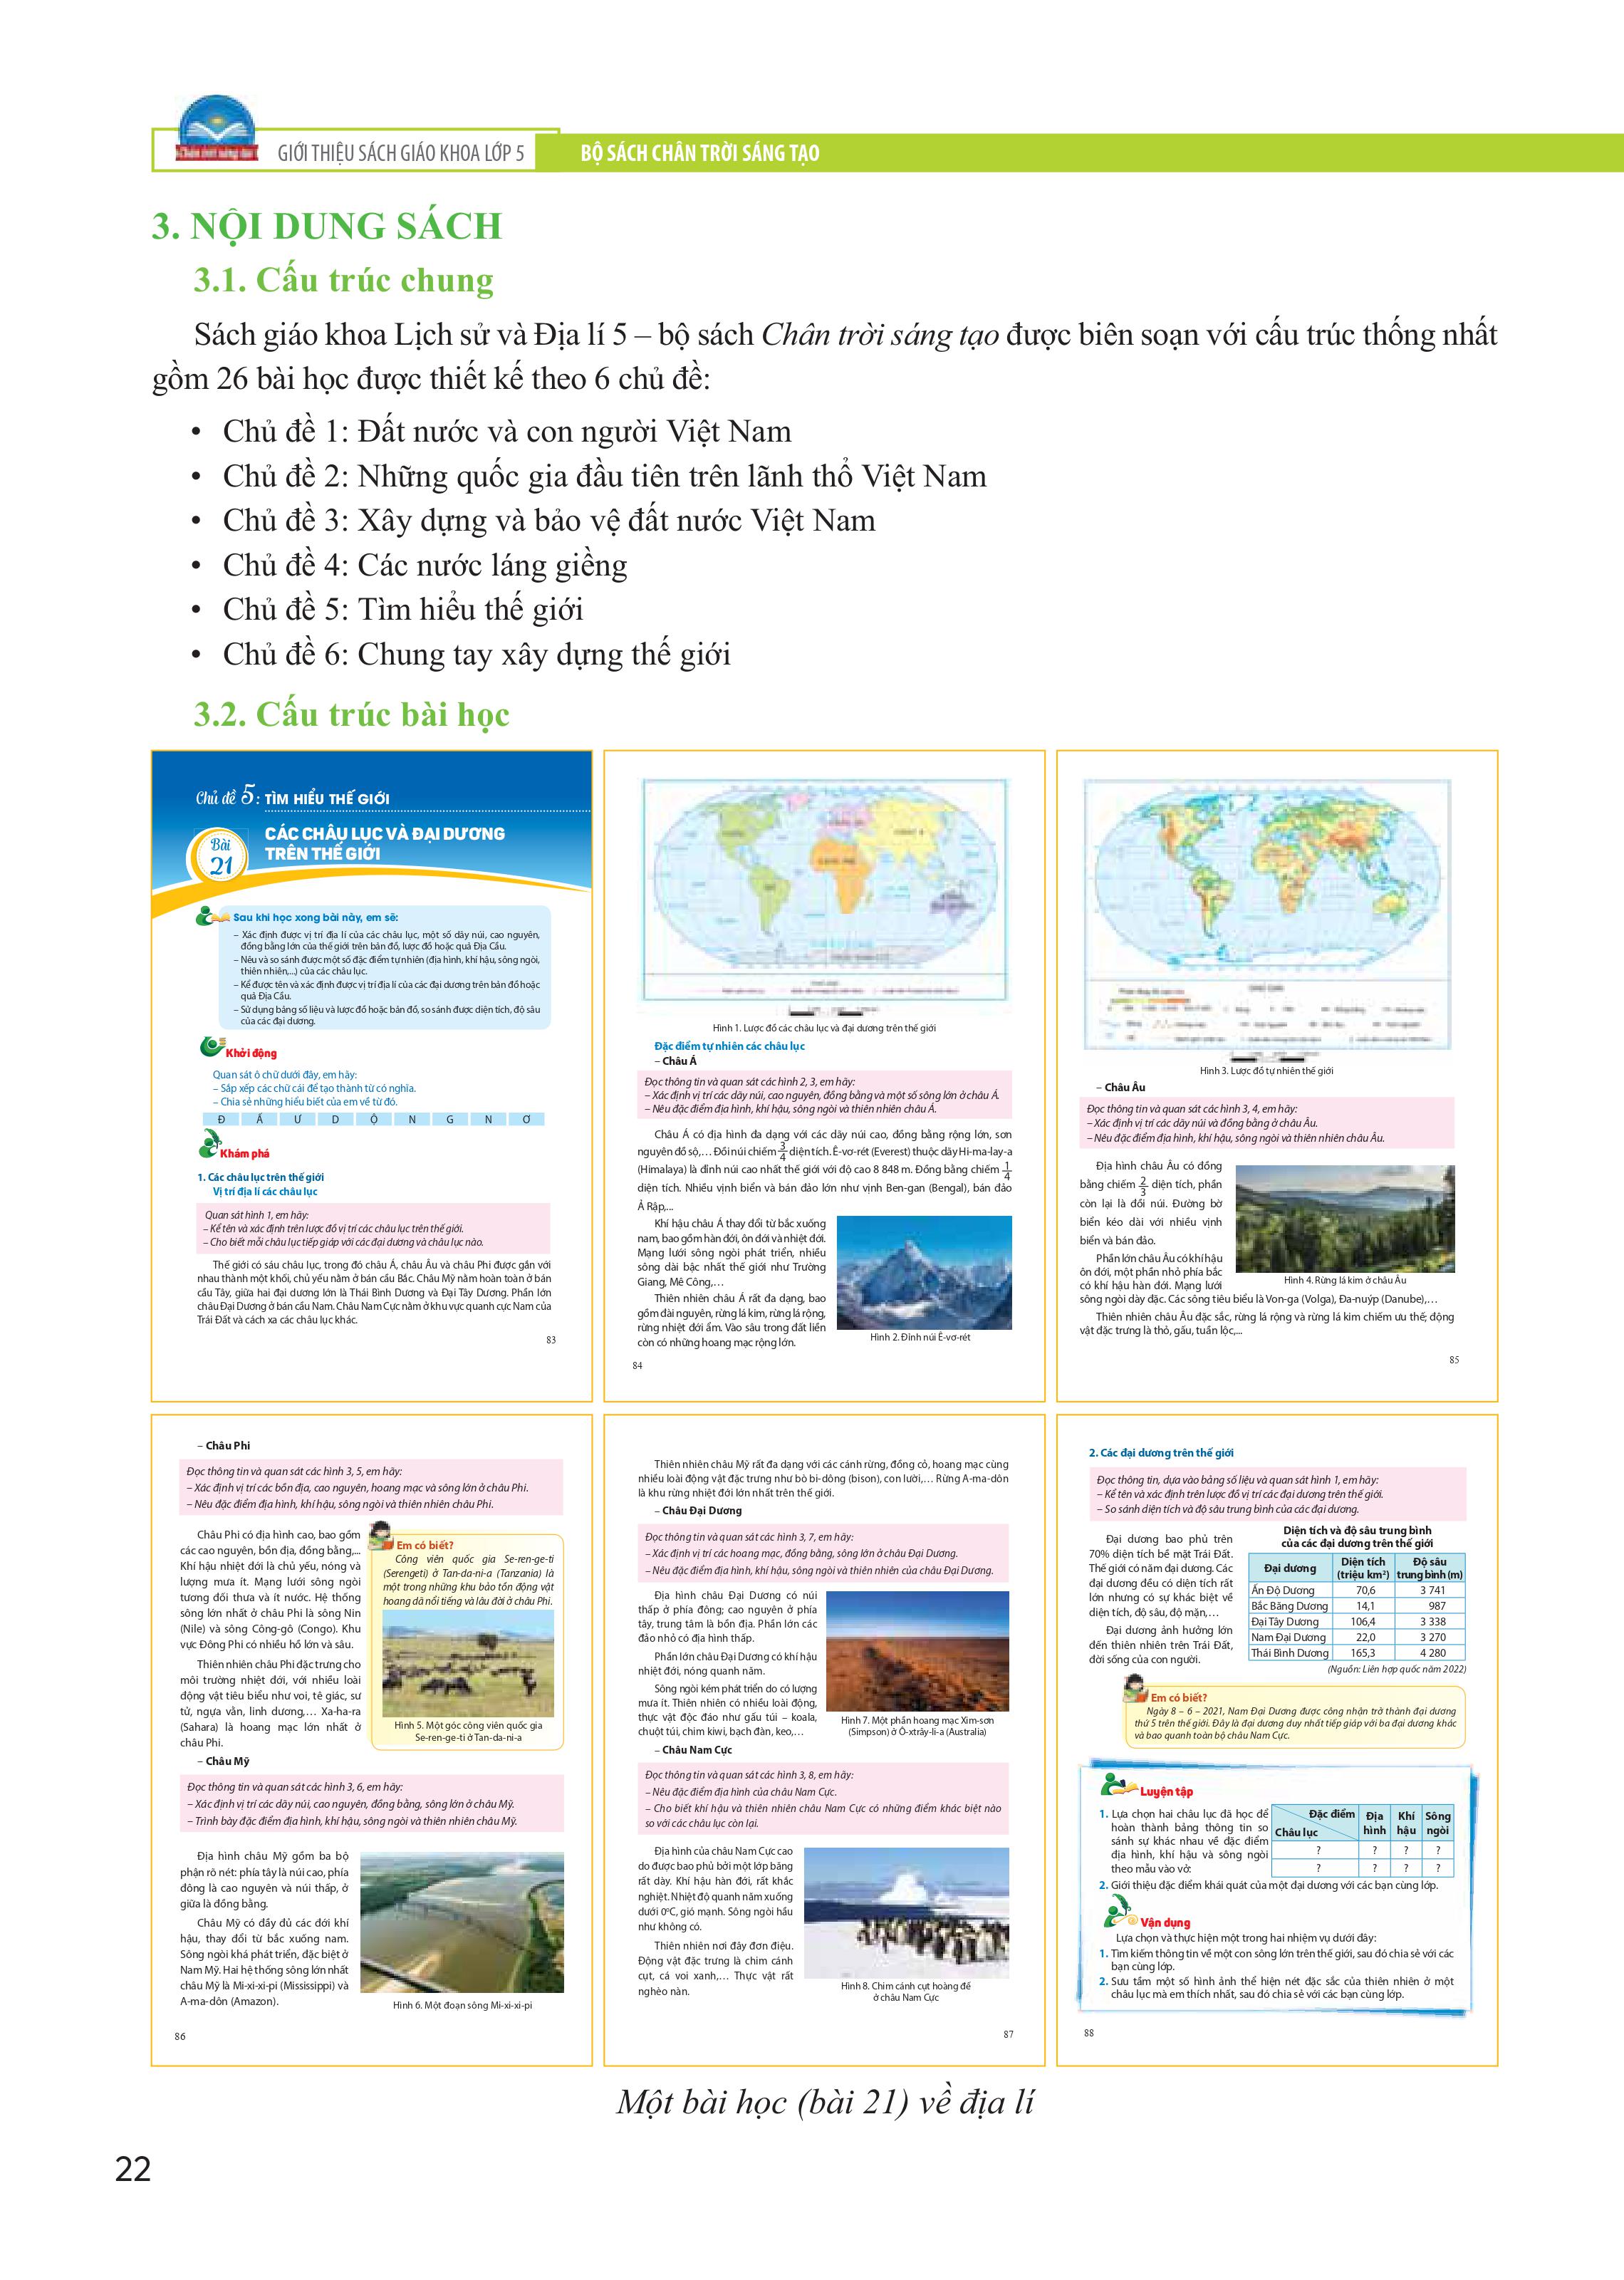 GIỚI THIỆU SÁCH GIÁO KHOA LỚP 5
BỘ SÁCH CHÂN TRỜI SÁNG TẠO
3. NỘI DUNG SÁCH
3.1. Cấu trúc chung
Sách giáo khoa Lịch sử và Địa lí 5 – bộ sách Chân trời sáng tạo được biên soạn với cấu trúc thống nhất
gồm 26 bài học được thiết kế theo 6 chủ đề:
• Chủ đề 1: Đất nước và con người Việt Nam
• Chủ đề 2: Những quốc gia đầu tiên trên lãnh thổ Việt Nam
• Chủ đề 3: Xây dựng và bảo vệ đất nước Việt Nam
• Chủ đề 4: Các nước láng giềng
• Chủ đề 5: Tìm hiểu thế giới
• Chủ đề 6: Chung tay xây dựng thế giới
3.2. Cấu trúc bài học
Chủ đề 5: TÌM HIỂU THẾ GIỚI
Bài
21
CÁC CHÂU LỤC VÀ ĐẠI DƯƠNG
TRÊN THẾ GIỚI
Sau khi học xong bài này, em sẽ:
– Xác định được vị trí địa lí của các châu lục, một số dãy núi, cao nguyên,
đồng bằng lớn của thế giới trên bản đồ, lược đồ hoặc quả Địa Cầu.
– Nêu và so sánh được một số đặc điểm tự nhiên (địa hình, khí hậu, sông ngòi,
thiên nhiên,...) của các châu lục.
– Kể được tên và xác định được vị trí địa lí của các đại dương trên bản đồ hoặc
quả Địa Cầu.
– Sử dụng bảng số liệu và lược đồ hoặc bản đồ, so sánh được diện tích, độ sâu
của các đại dương.
Khởi động
Quan sát ô chữ dưới đây, em hãy:
– Sắp xếp các chữ cái để tạo thành từ có nghĩa.
– Chia sẻ những hiểu biết của em về từ đó.
Đ Ấ Ư D Ộ N G N Ơ
Khám phá
1. Các châu lục trên thế giới
Vị trí địa lí các châu lục
Quan sát hình 1, em hãy:
– Kể tên và xác định trên lược đồ vị trí các châu lục trên thế giới.
– Cho biết mỗi châu lục tiếp giáp với các đại dương và châu lục nào.
Thế giới có sáu châu lục, trong đó châu Á, châu Âu và châu Phi được gắn với
nhau thành một khối, chủ yếu nằm ở bán cầu Bắc. Châu Mỹ nằm hoàn toàn ở bán
cầu Tây, giữa hai đại dương lớn là Thái Bình Dương và Đại Tây Dương. Phần lớn
châu Đại Dương ở bán cầu Nam. Châu Nam Cực nằm ở khu vực quanh cực Nam của
Trái Đất và cách xa các châu lục khác.
83
Hình 1. Lược đồ các châu lục và đại dương trên thế giới
Đặc điểm tự nhiên các châu lục
– Châu Á
Đọc thông tin và quan sát các hình 2, 3, em hãy:
– Xác định vị trí các dãy núi, cao nguyên, đồng bằng và một số sông lớn ở châu Á.
– Nêu đặc điểm địa hình, khí hậu, sông ngòi và thiên nhiên châu Á.
Châu Á có địa hình đa dạng với các dãy núi cao, đồng bằng rộng lớn, sơn
nguyên đồ sộ,... Đồi núi chiếm 3/4 diện tích. Ê-vơ-rét (Everest) thuộc dãy Hi-ma-lay-a
(Himalaya) là đỉnh núi cao nhất thế giới với độ cao 8 848 m. Đồng bằng chiếm 1/4
diện tích. Nhiều vịnh biển và bán đảo lớn như vịnh Ben-gan (Bengal), bán đảo
Ả Rập,...
Khí hậu châu Á thay đổi từ bắc xuống
nam, bao gồm hàn đới, ôn đới và nhiệt đới.
Mạng lưới sông ngòi phát triển, nhiều
sông dài bậc nhất thế giới như Trường
Giang, Mê Công,...
Thiên nhiên châu Á rất đa dạng, bao
gồm đài nguyên, rừng lá kim, rừng lá rộng,
rừng nhiệt đới ẩm. Vào sâu trong đất liền
còn có những hoang mạc rộng lớn.
Hình 2. Đỉnh núi Ê-vơ-rét
84
Hình 3. Lược đồ tự nhiên thế giới
– Châu Âu
Đọc thông tin và quan sát các hình 3, 4, em hãy:
– Xác định vị trí các dãy núi và đồng bằng ở châu Âu.
– Nêu đặc điểm địa hình, khí hậu, sông ngòi và thiên nhiên châu Âu.
Địa hình châu Âu có đồng
bằng chiếm 2/3 diện tích, phần
còn lại là đồi núi. Đường bờ
biển kéo dài với nhiều vịnh
biển và bán đảo.
Phần lớn châu Âu có khí hậu
ôn đới, một phần nhỏ phía bắc
có khí hậu hàn đới. Mạng lưới
sông ngòi dày đặc. Các sông tiêu biểu là Von-ga (Volga), Đa-nuýp (Danube),...
Thiên nhiên châu Âu đặc sắc, rừng lá rộng và rừng lá kim chiếm ưu thế; động
vật đặc trưng là thỏ, gấu, tuần lộc,...
Hình 4. Rừng lá kim ở châu Âu
85
– Châu Phi
Đọc thông tin và quan sát các hình 3, 5, em hãy:
– Xác định vị trí các bồn địa, cao nguyên, hoang mạc và sông lớn ở châu Phi.
– Nêu đặc điểm địa hình, khí hậu, sông ngòi và thiên nhiên châu Phi.
Châu Phi có địa hình cao, bao gồm
các cao nguyên, bồn địa, đồng bằng,...
Khí hậu nhiệt đới là chủ yếu, nóng và
lượng mưa ít. Mạng lưới sông ngòi
tương đối thưa và ít nước. Hệ thống
sông lớn nhất ở châu Phi là sông Nin
(Nile) và sông Công-gô (Congo). Khu
vực Đông Phi có nhiều hồ lớn và sâu.
Thiên nhiên châu Phi đặc trưng cho
môi trường nhiệt đới, với nhiều loài
động vật tiêu biểu như voi, tê giác, sư
tử, ngựa vằn, linh dương,... Xa-ha-ra
(Sahara) là hoang mạc lớn nhất ở
châu Phi.
Em có biết?
Công viên quốc gia Se-ren-ge-ti
(Serengeti) ở Tan-da-ni-a (Tanzania) là
một trong những khu bảo tồn động vật
hoang dã nổi tiếng và lâu đời ở châu Phi.
Hình 5. Một góc công viên quốc gia
Se-ren-ge-ti ở Tan-da-ni-a
– Châu Mỹ
Đọc thông tin và quan sát các hình 3, 6, em hãy:
– Xác định vị trí các dãy núi, cao nguyên, đồng bằng, sông lớn ở châu Mỹ.
– Trình bày đặc điểm địa hình, khí hậu, sông ngòi và thiên nhiên châu Mỹ.
Địa hình châu Mỹ gồm ba bộ
phận rõ nét: phía tây là núi cao, phía
đông là cao nguyên và núi thấp, ở
giữa là đồng bằng.
Châu Mỹ có đầy đủ các đới khí
hậu, thay đổi từ bắc xuống nam.
Sông ngòi khá phát triển, đặc biệt ở
Nam Mỹ. Hai hệ thống sông lớn nhất
châu Mỹ là Mi-xi-xi-pi (Mississippi) và
A-ma-dôn (Amazon).
Hình 6. Một đoạn sông Mi-xi-xi-pi
86
Thiên nhiên châu Mỹ rất đa dạng với các cánh rừng, đồng cỏ, hoang mạc cùng
nhiều loài động vật đặc trưng như bò bi-dông (bison), con lười,... Rừng A-ma-dôn
là khu rừng nhiệt đới lớn nhất trên thế giới.
– Châu Đại Dương
Đọc thông tin và quan sát các hình 3, 7, em hãy:
– Xác định vị trí các hoang mạc, đồng bằng, sông lớn ở châu Đại Dương.
– Nêu đặc điểm địa hình, khí hậu, sông ngòi và thiên nhiên của châu Đại Dương.
Địa hình châu Đại Dương có núi
thấp ở phía đông; cao nguyên ở phía
tây, trung tâm là bồn địa. Phần lớn các
đảo nhỏ có địa hình thấp.
Phần lớn châu Đại Dương có khí hậu
nhiệt đới, nóng quanh năm.
Sông ngòi kém phát triển do có lượng
mưa ít. Thiên nhiên có nhiều loài động,
thực vật độc đáo như gấu túi – koala,
chuột túi, chim kiwi, bạch đàn, keo,...
Hình 7. Một phần hoang mạc Xim-sơn
(Simpson) ở Ô-xtrây-li-a (Australia)
– Châu Nam Cực
Đọc thông tin và quan sát các hình 3, 8, em hãy:
– Nêu đặc điểm địa hình của châu Nam Cực.
– Cho biết khí hậu và thiên nhiên châu Nam Cực có những điểm khác biệt nào
so với các châu lục còn lại.
Địa hình của châu Nam Cực cao
do được bao phủ bởi một lớp băng
rất dày. Khí hậu hàn đới, rất khắc
nghiệt. Nhiệt độ quanh năm xuống
dưới 0ºC, gió mạnh. Sông ngòi hầu
như không có.
Thiên nhiên nơi đây đơn điệu.
Động vật đặc trưng là chim cánh
cụt, cá voi xanh,... Thực vật rất
nghèo nàn.
Hình 8. Chim cánh cụt hoàng đế
ở châu Nam Cực
87
2. Các đại dương trên thế giới
Đọc thông tin, dựa vào bảng số liệu và quan sát hình 1, em hãy:
– Kể tên và xác định trên lược đồ vị trí các đại dương trên thế giới.
– So sánh diện tích và độ sâu trung bình của các đại dương.
Đại dương bao phủ trên
70% diện tích bề mặt Trái Đất.
Thế giới có năm đại dương. Các
đại dương đều có diện tích rất
lớn nhưng có sự khác biệt về
diện tích, độ sâu, độ mặn,...
Đại dương ảnh hưởng lớn
đến thiên nhiên trên Trái Đất,
đời sống của con người.
Diện tích và độ sâu trung bình
của các đại dương trên thế giới
Đại dương Diện tích (triệu km²) Độ sâu trung bình (m)
Ấn Độ Dương 70,6 3 741
Bắc Băng Dương 14,1 987
Đại Tây Dương 106,4 3 338
Nam Đại Dương 22,0 3 270
Thái Bình Dương 165,3 4 280
(Nguồn: Liên hợp quốc năm 2022)
Em có biết?
Ngày 8 – 6 – 2021, Nam Đại Dương được công nhận trở thành đại dương
thứ 5 trên thế giới. Đây là đại dương duy nhất tiếp giáp với ba đại dương khác
và bao quanh toàn bộ châu Nam Cực.
Luyện tập
1. Lựa chọn hai châu lục đã học để
hoàn thành bảng thông tin so
sánh sự khác nhau về đặc điểm
địa hình, khí hậu và sông ngòi
theo mẫu vào vở:
Đặc điểm
Châu lục
Địa hình Khí hậu Sông ngòi
? ? ? ?
? ? ? ?
2. Giới thiệu đặc điểm khái quát của một đại dương với các bạn cùng lớp.
Vận dụng
Lựa chọn và thực hiện một trong hai nhiệm vụ dưới đây:
1. Tìm kiếm thông tin về một con sông lớn trên thế giới, sau đó chia sẻ với các
bạn cùng lớp.
2. Sưu tầm một số hình ảnh thể hiện nét đặc sắc của thiên nhiên ở một
châu lục mà em thích nhất, sau đó chia sẻ với các bạn cùng lớp.
88
Một bài học (bài 21) về địa lí
22